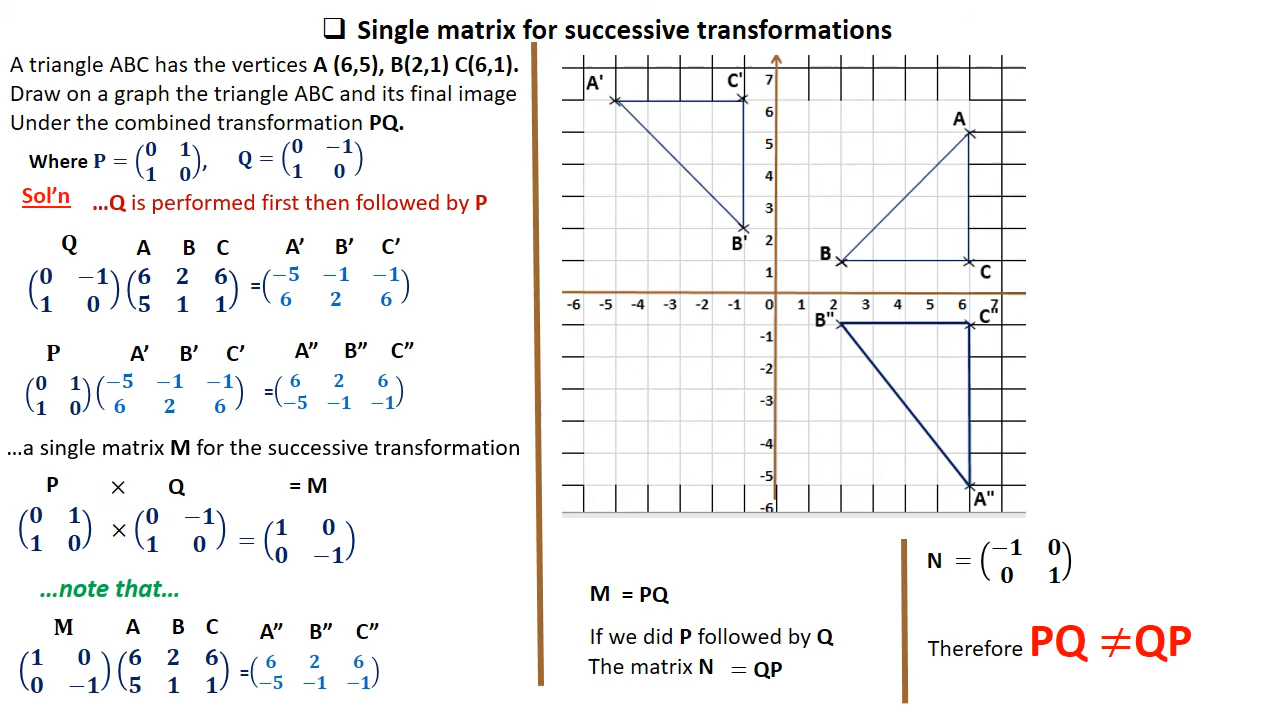 ❑ Single matrix for successive transformations
A triangle ABC has the vertices A (6,5), B(2,1) C(6,1).
Draw on a graph the triangle ABC and its final image
Under the combined transformation PQ.
Where P = (0 1
1 0), Q = (0 −1
1 0)
Sol’n ...Q is performed first then followed by P
Q A B C A’ B’ C’
(0 −1 (6 2 6 =(−5 −1 −1
1 0) 5 1 1) 6 2 6)
P A’ B’ C’ A” B” C”
(0 1 (−5 −1 −1 =(6 2 6
1 0) 6 2 6) −5 −1 −1)
...a single matrix M for the successive transformation
P × Q = M
(0 1 × (0 −1 = (1 0
1 0) 1 0) 0 −1)
...note that...
M A B C A” B” C”
(1 0 (6 2 6 =(6 2 6
0 −1) 5 1 1) −5 −1 −1)
A' C' 7
6
A
5
4
3
B' 2
B
1
C
-6 -5 -4 -3 -2 -1 0 1 2 3 4 5 6 7
B" C"
-1
-2
-3
-4
-5
A"
-6
M = PQ
If we did P followed by Q
The matrix N = QP
N = (−1 0
0 1)
Therefore PQ ≠QP